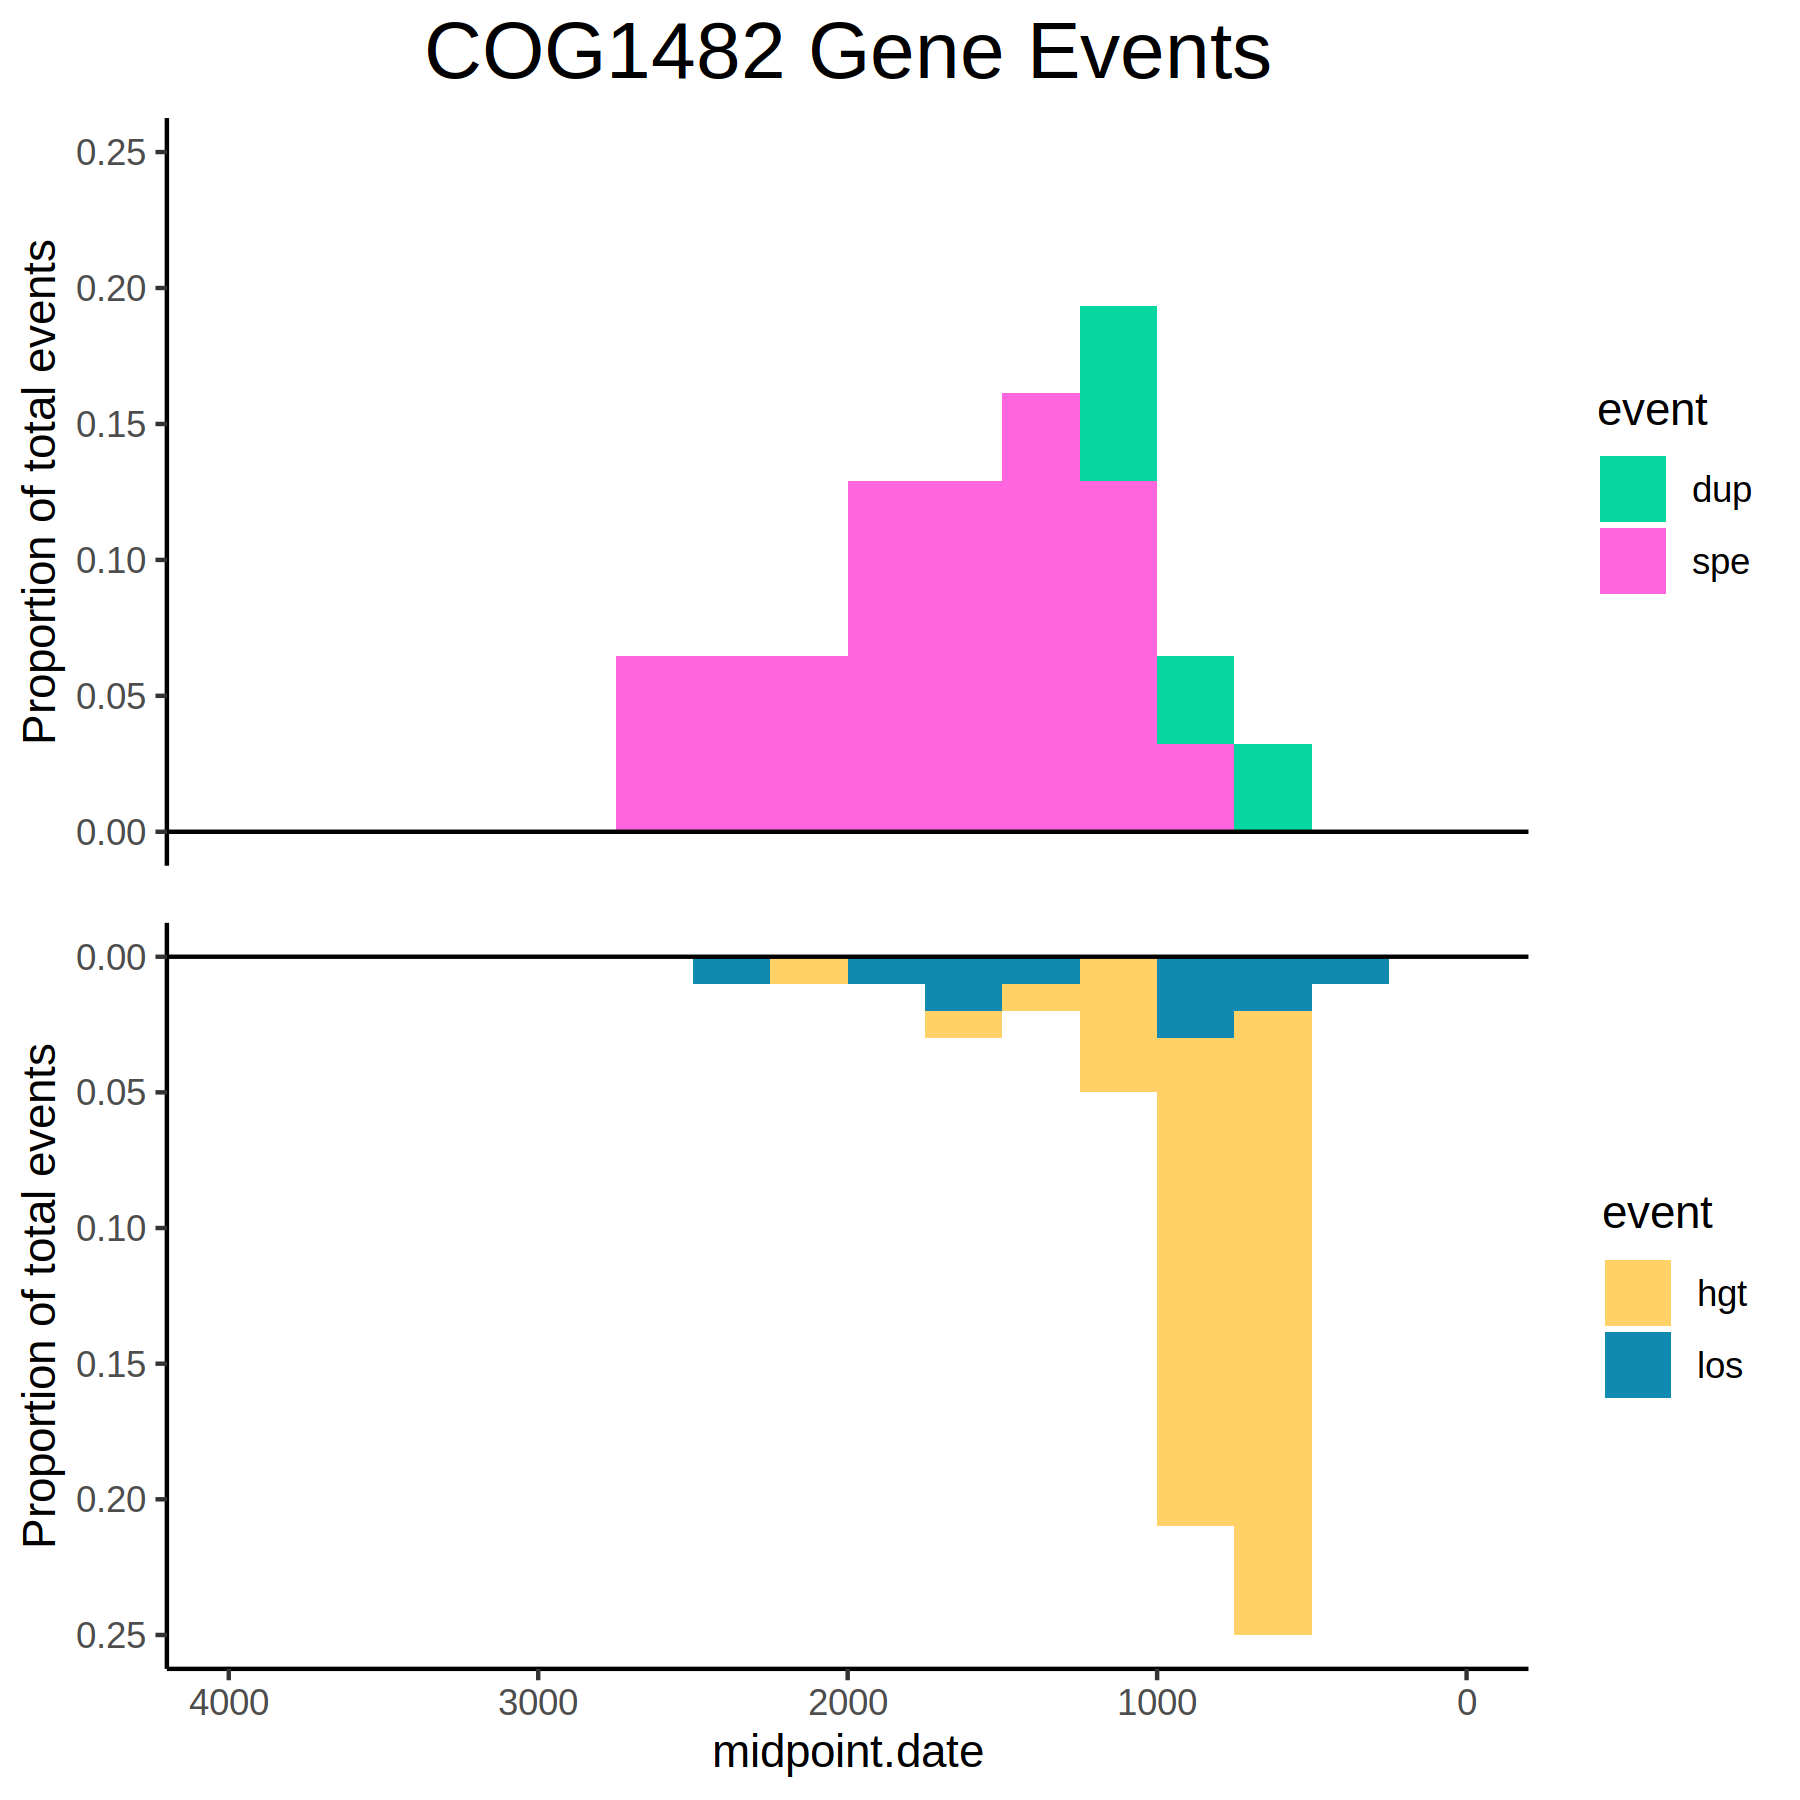 COG1482 Gene Events
Proportion of total events
0.25
0.20
0.15
0.10
0.05
0.00
event
dup
spe
Proportion of total events
0.00
0.05
0.10
0.15
0.20
0.25
event
hgt
los
4000 3000 2000 1000 0
midpoint.date